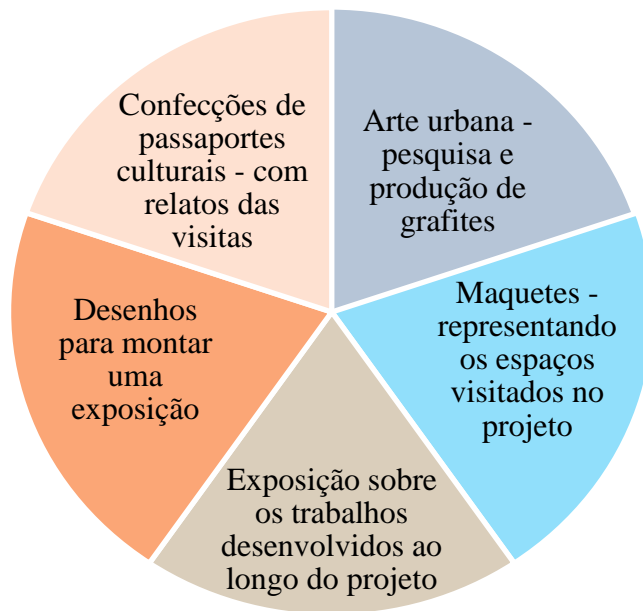 Confecções de
passaportes
culturais - com
relatos das
visitas
Arte urbana -
pesquisa e
produção de
grafites
Maquetes -
representando
os espaços
visitados no
projeto
Exposição sobre
os trabalhos
desenvolvidos ao
longo do projeto
Desenhos
para montar
uma
exposição